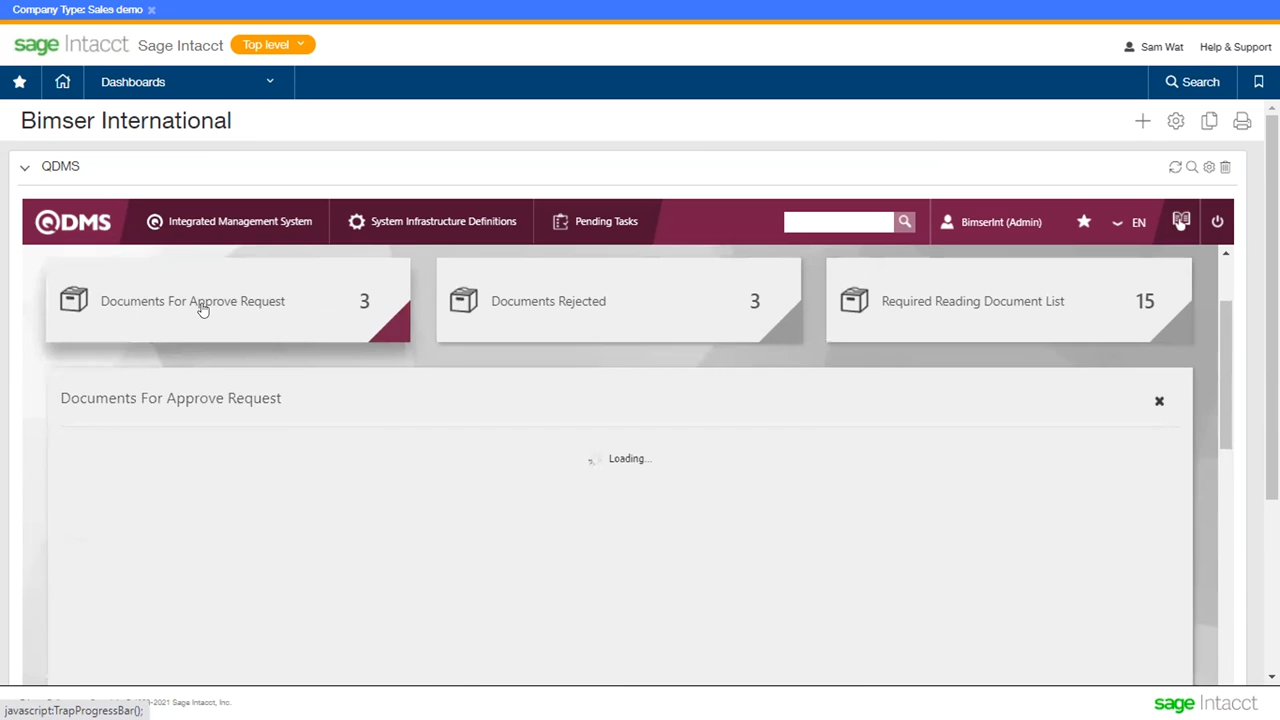 Company Type: Sales demo ×
sage Intacct Sage Intacct Top level
Sam Wat Help & Support
Dashboards Search
Bimser International
QDMS
QDMS Integrated Management System System Infrastructure Definitions Pending Tasks BimserInt (Admin) EN
Documents For Approve Request 3 Documents Rejected 3 Required Reading Document List 15
Documents For Approve Request
Loading...
-2021 Sage Intacct, Inc.
javascript:TrapProgressBar();
sage Intacct